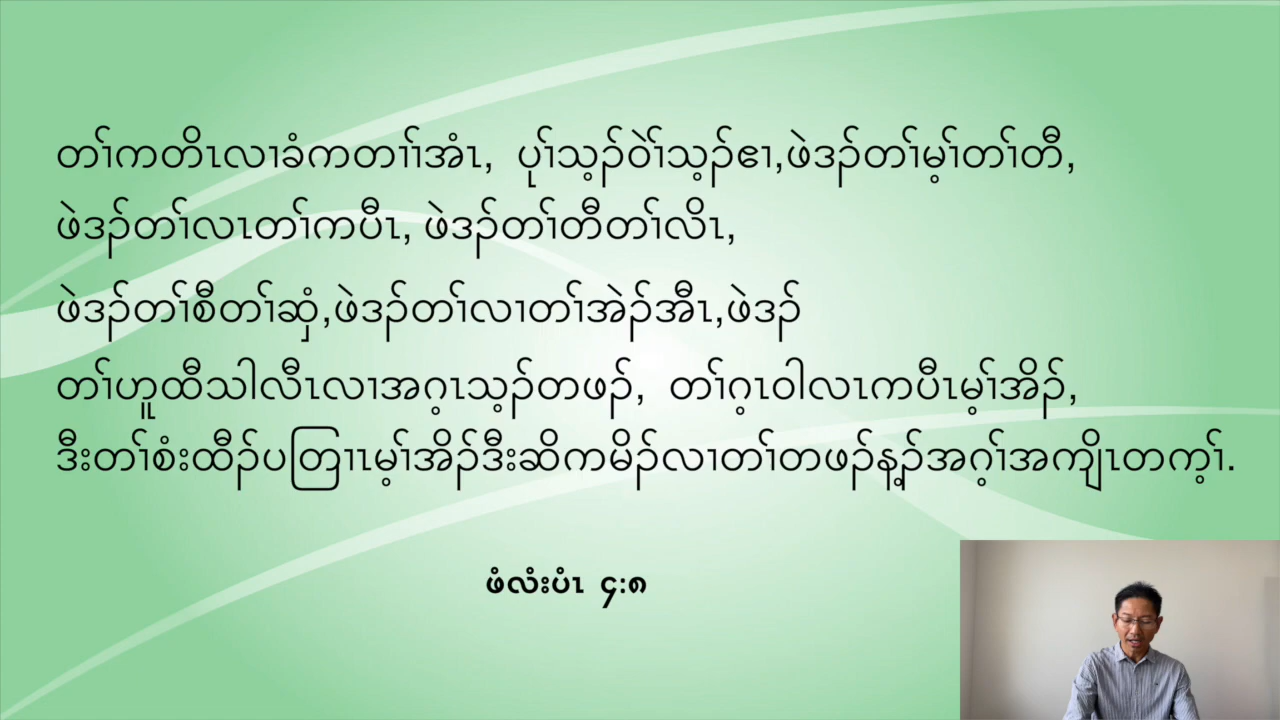 တၢ်ကတိၤလၢခံကတၢၢ်အံၤ, ပုၢ်သ့ၣ်ဝဲၢ်သ့ၣ်ဧၢ,ဖဲဒၣ်တၢ်မ့ၢ်တၢ်တီ,
ဖဲဒၣ်တၢ်လၤတၢ်ကပီၤ, ဖဲဒၣ်တၢ်တီတၢ်လိၤ,
ဖဲဒၣ်တၢ်စီတၢ်ဆှံ,ဖဲဒၣ်တၢ်လၢတၢ်အဲၣ်အီၤ,ဖဲဒၣ်
တၢ်ဟူထီသါလီၤလၢအဂ့ၤသ့ၣ်တဖၣ်, တၢ်ဂ့ၤဝါလၤကပီၤမ့ၢ်အိၣ်,
ဒီးတၢ်စံးထီၣ်ပတြၢၤမ့ၢ်အိၣ်ဒီးဆိကမိၣ်လၢတၢ်တဖၣ်န့ၣ်အဂ့ၢ်အကျိၤတက့ၢ်.
ဖံလံးပံၤ ၄:၈